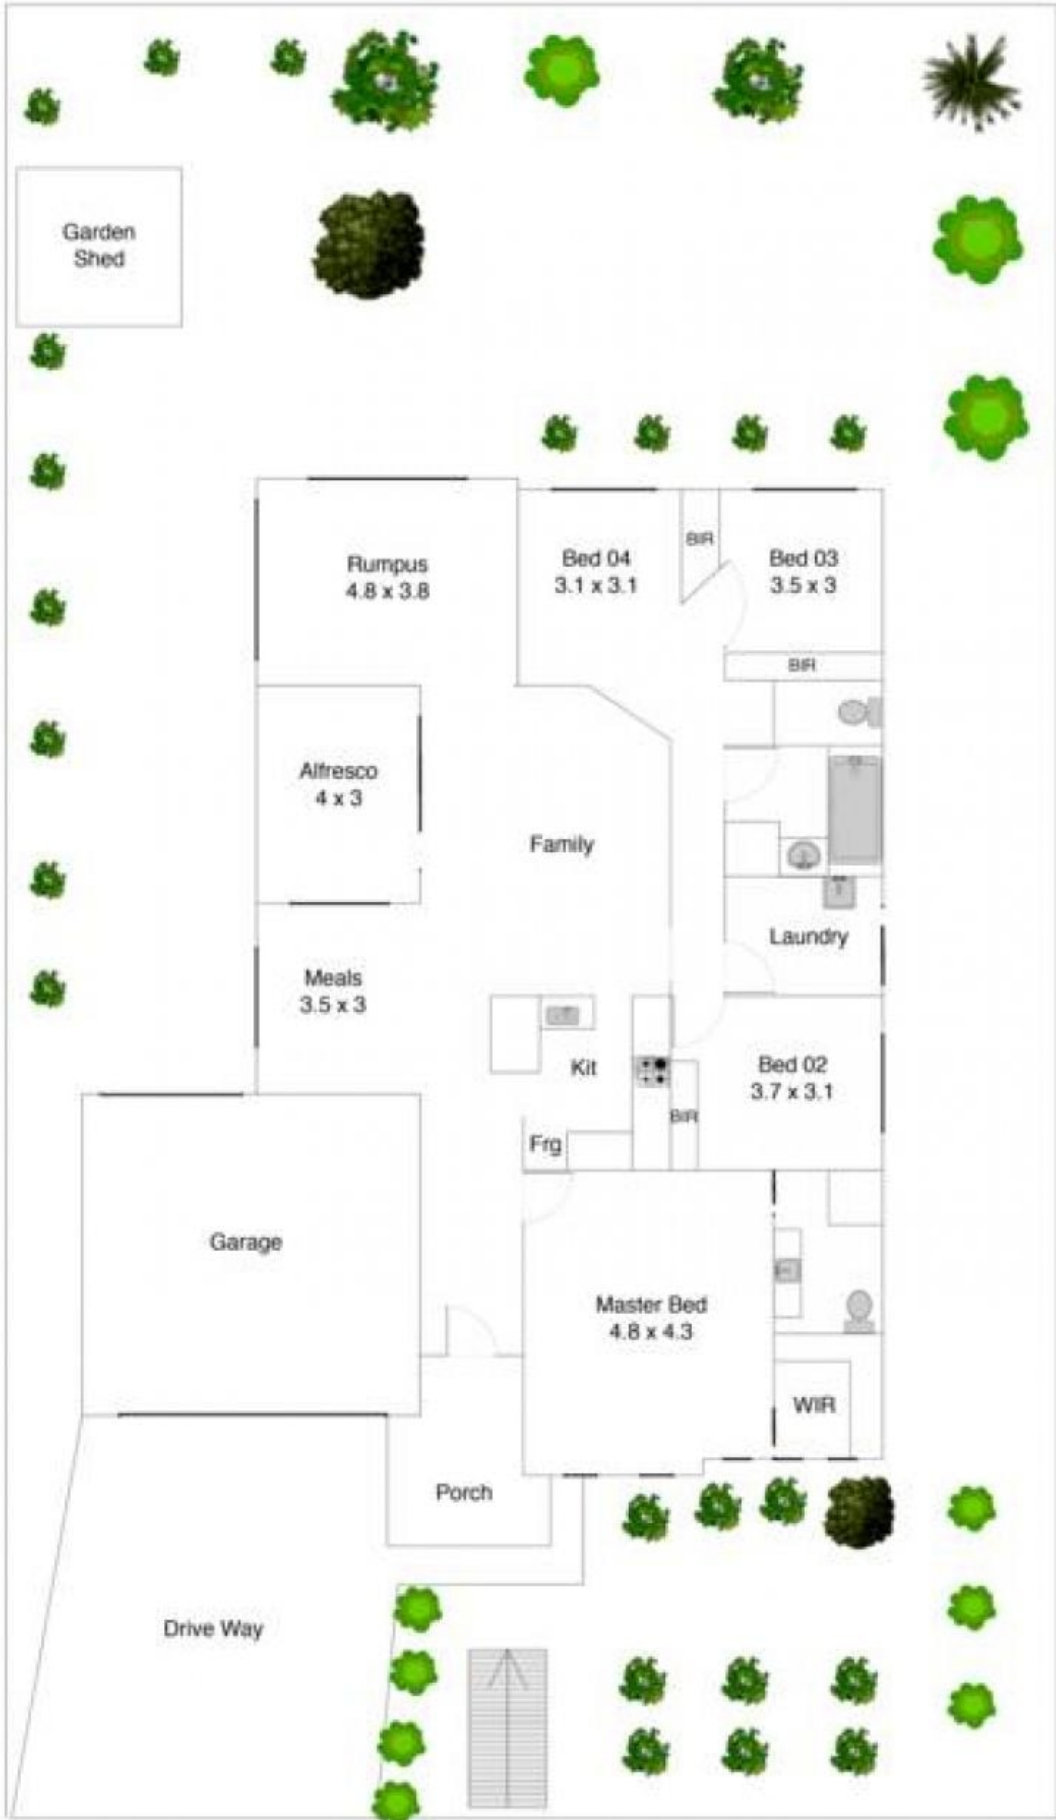 Garden
Shed
Rumpus
4.8 x 3.8
Bed 04
3.1 x 3.1
BIR
Bed 03
3.5 x 3
BIR
Alfresco
4 x 3
Family
Laundry
Meals
3.5 x 3
Kit
Bed 02
3.7 x 3.1
BIR
Frg
Garage
Master Bed
4.8 x 4.3
WIR
Porch
Drive Way